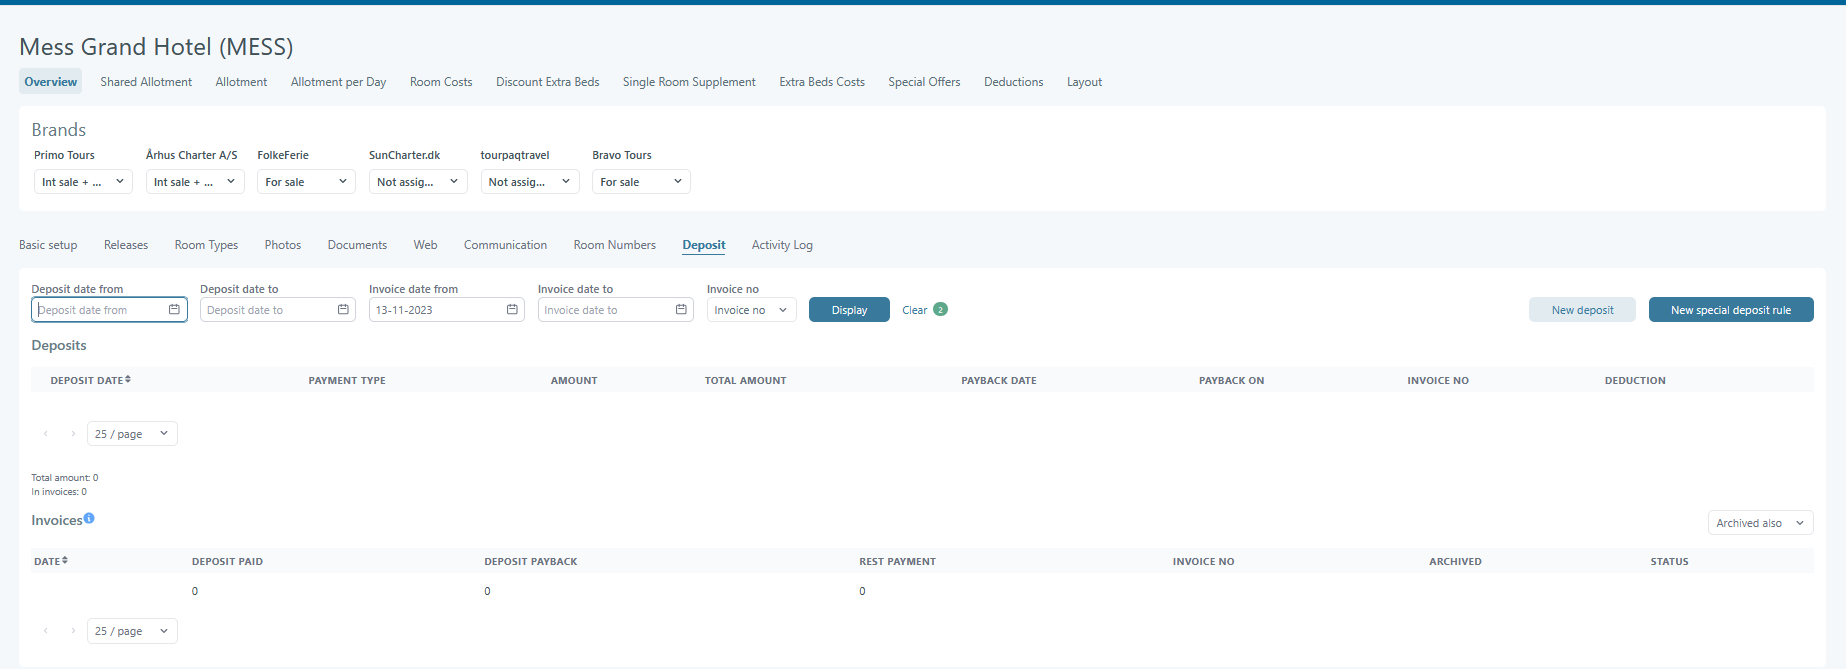 Mess Grand Hotel (MESS)
Overview Shared Allotment Allotment Allotment per Day Room Costs Discount Extra Beds Single Room Supplement Extra Beds Costs Special Offers Deductions Layout
Brands
Primo Tours Århus Charter A/S FolkeFerie SunCharter.dk tourpaqtravel Bravo Tours
Int sale + ... Int sale + ... For sale Not assig... Not assig... For sale
Basic setup Releases Room Types Photos Documents Web Communication Room Numbers Deposit Activity Log
Deposit date from Deposit date to Invoice date from Invoice date to Invoice no
Deposit date from Deposit date to 13-11-2023 Invoice date to Invoice no Display Clear 2 New deposit New special deposit rule
Deposits
DEPOSIT DATE PAYMENT TYPE AMOUNT TOTAL AMOUNT PAYBACK DATE PAYBACK ON INVOICE NO DEDUCTION
25 / page
Total amount: 0
In invoices: 0
Invoices
Archived also
DATE DEPOSIT PAID DEPOSIT PAYBACK REST PAYMENT INVOICE NO ARCHIVED STATUS
0 0 0
25 / page